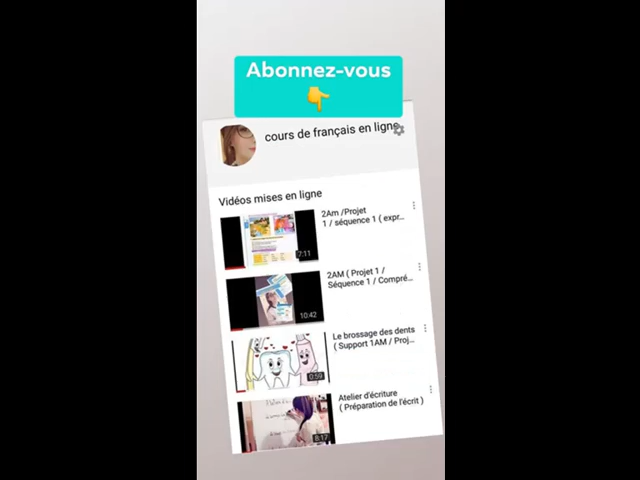 Abonnez-vous
cours de français en ligne
Vidéos mises en ligne
2Am /Projet
1 / séquence 1 ( expr...
7:11
2AM ( Projet 1 /
Séquence 1 / Compré...
10:42
Le brossage des dents
( Support 1AM / Proj...
0:59
Atelier d'écriture
( Préparation de l'écrit )
8:17